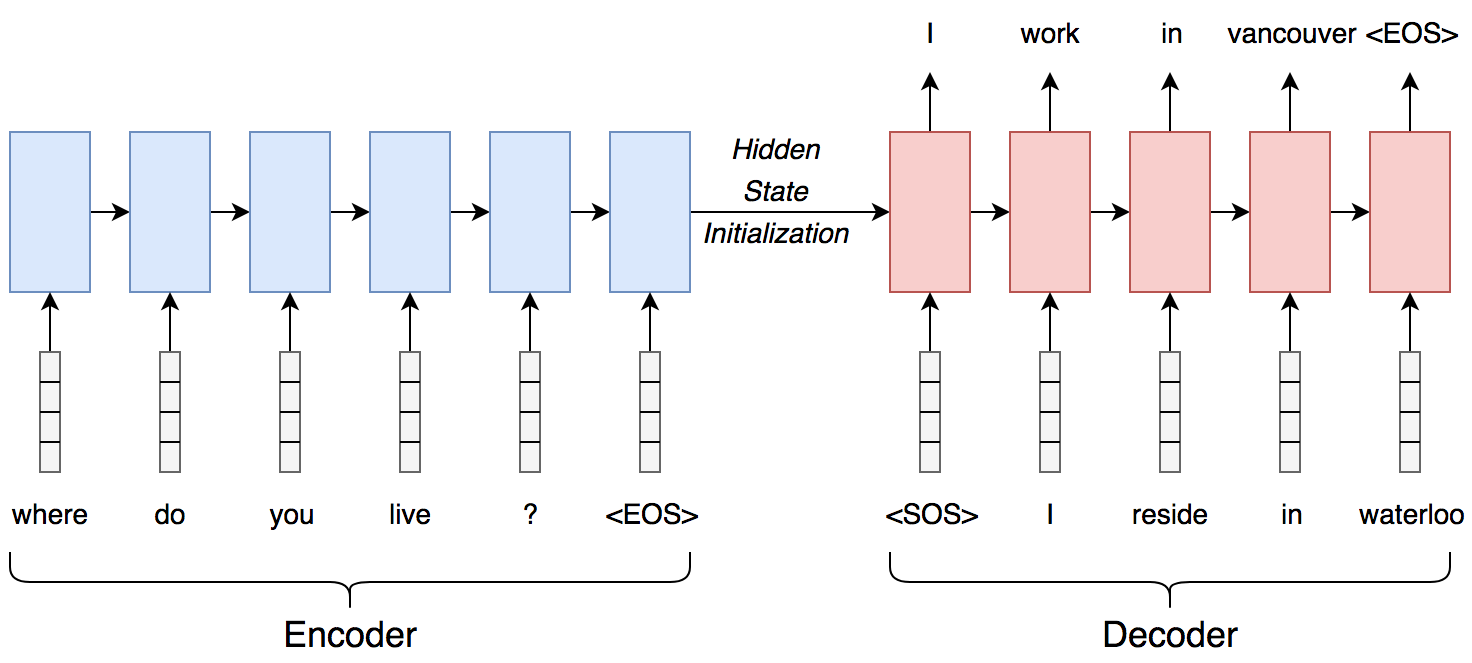 I work in vancouver <EOS>
Hidden
State
Initialization
where do you live ? <EOS>
<SOS> I reside in waterloo
Encoder
Decoder